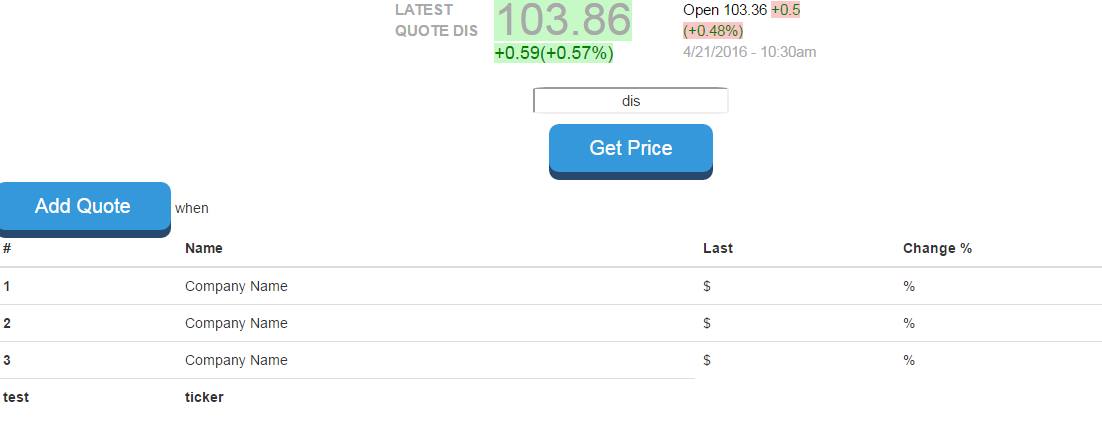 LATEST
QUOTE DIS
103.86
+0.59(+0.57%)
Open 103.36 +0.5
(+0.48%)
4/21/2016 - 10:30am
dis
Get Price
Add Quote when
# Name Last Change %
1 Company Name $ %
2 Company Name $ %
3 Company Name $ %
test ticker